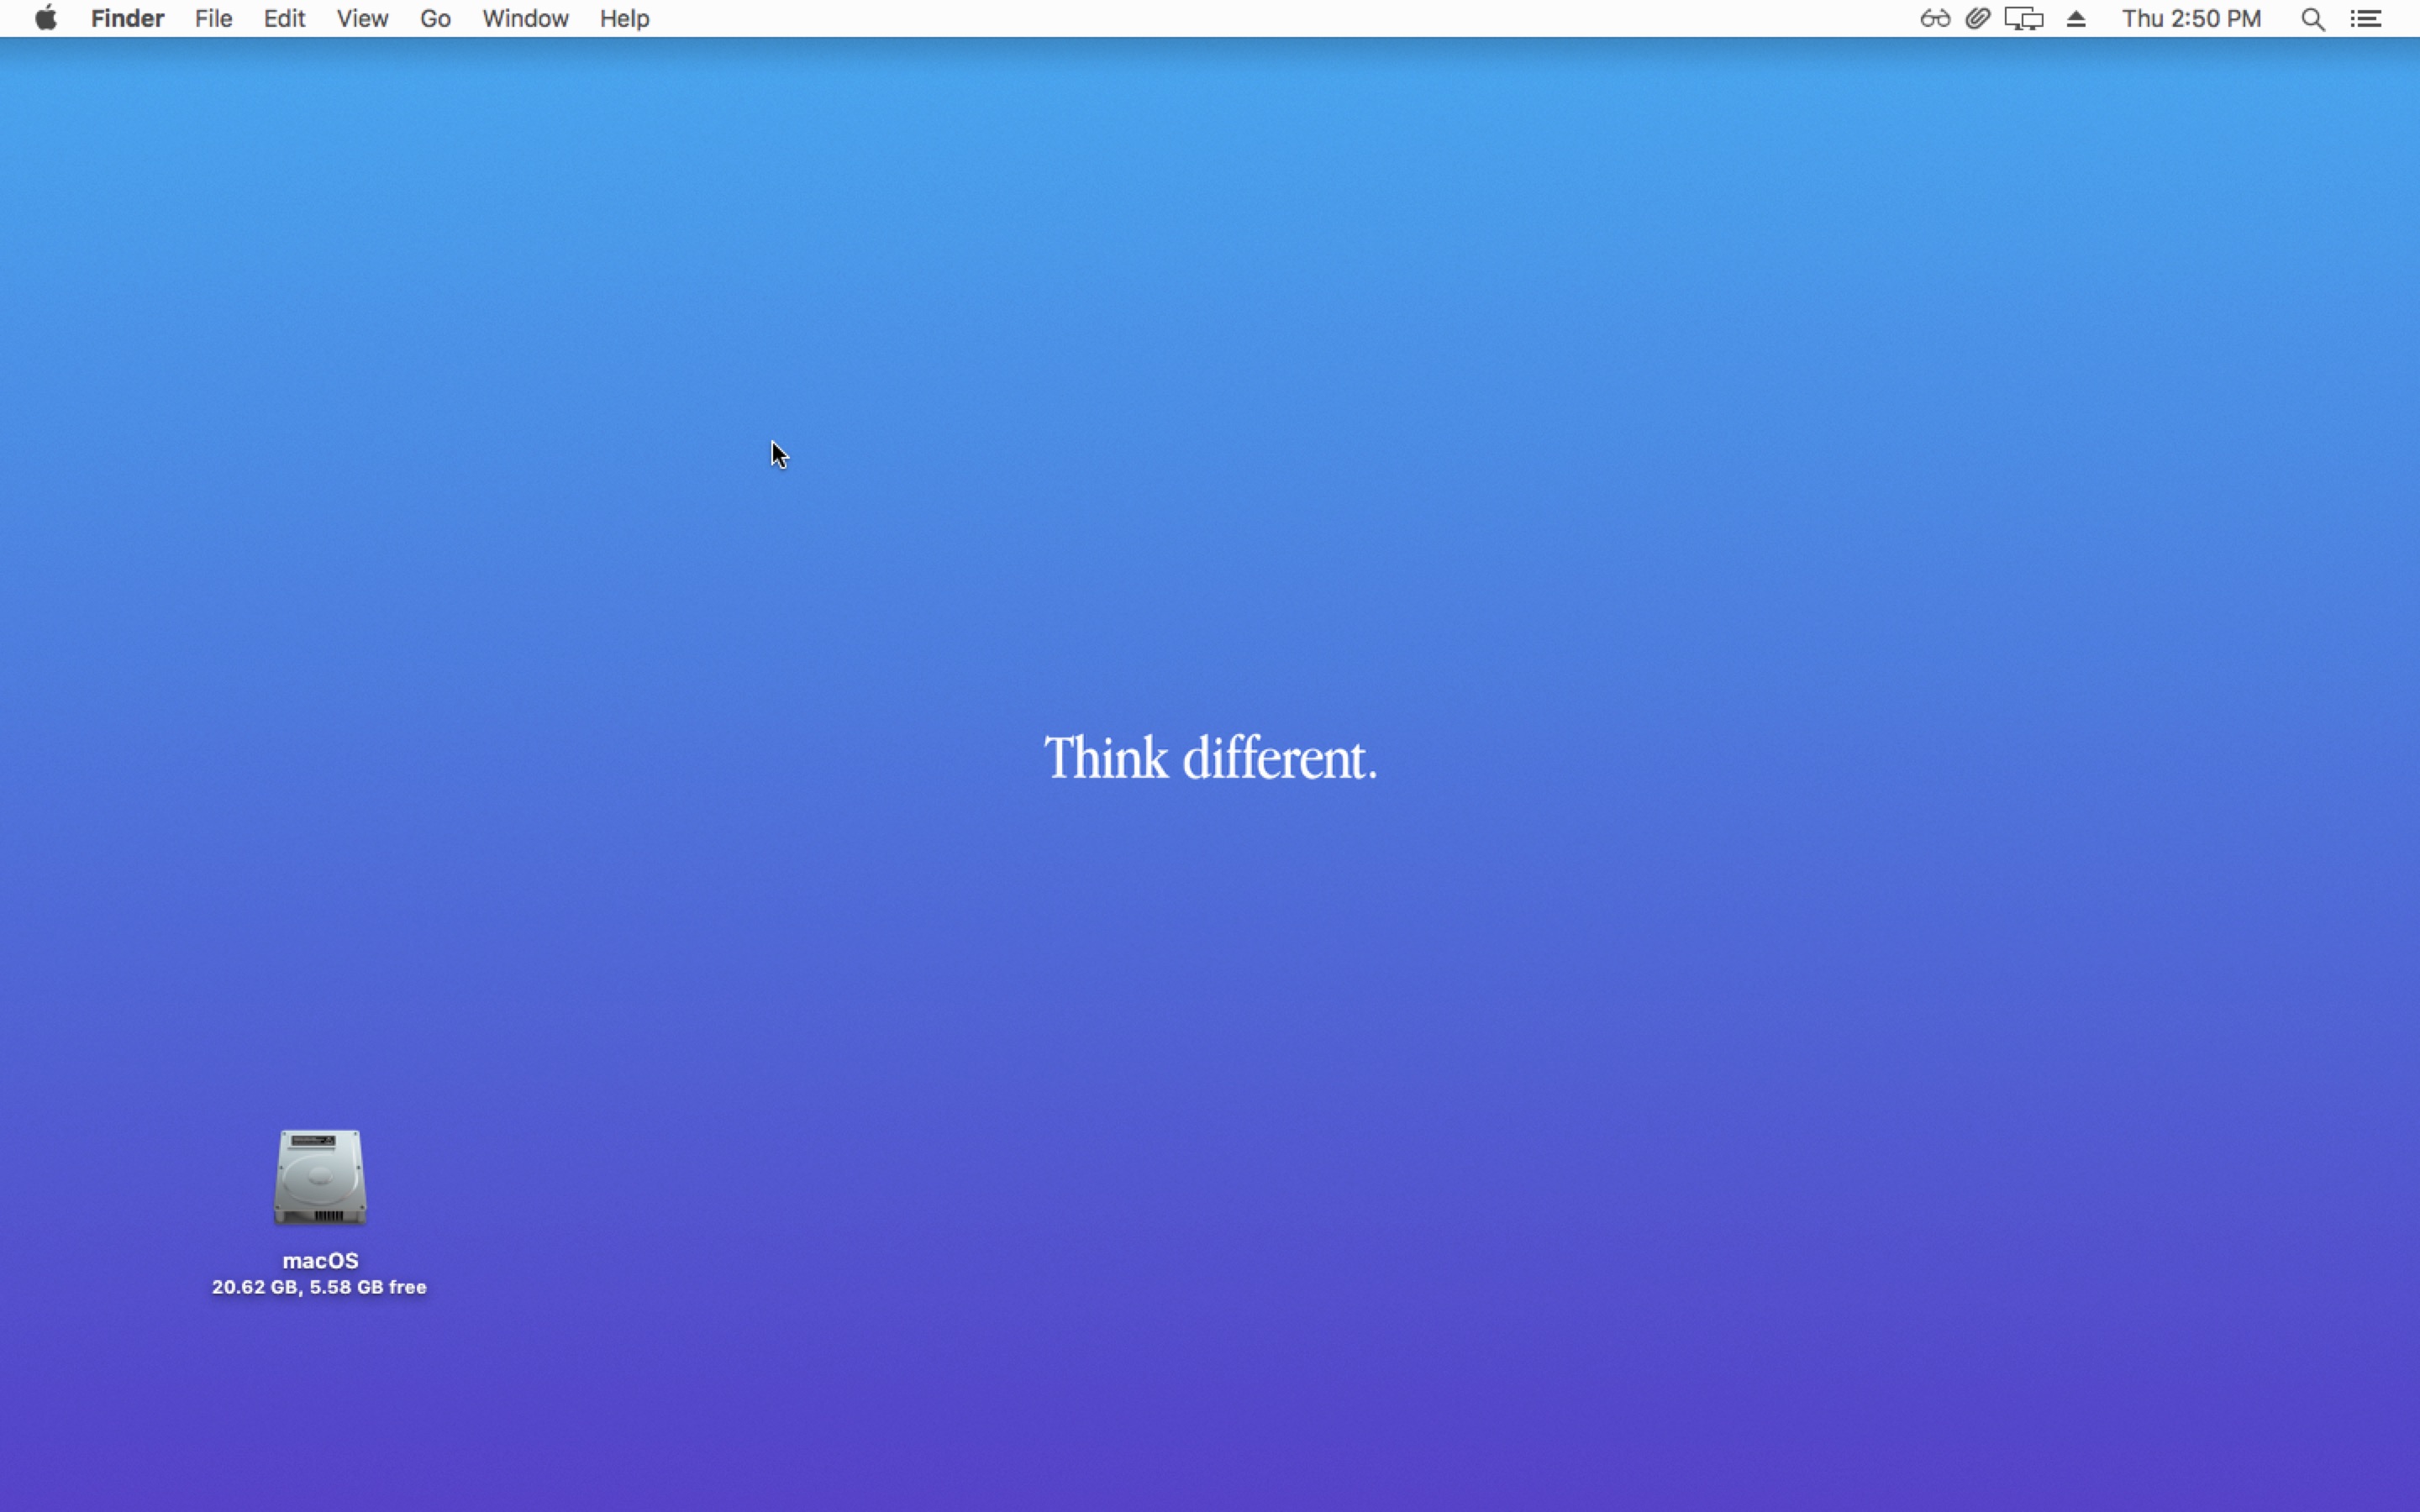 Finder File Edit View Go Window Help Thu 2:50 PM
Think different.
macOS
20.62 GB, 5.58 GB free